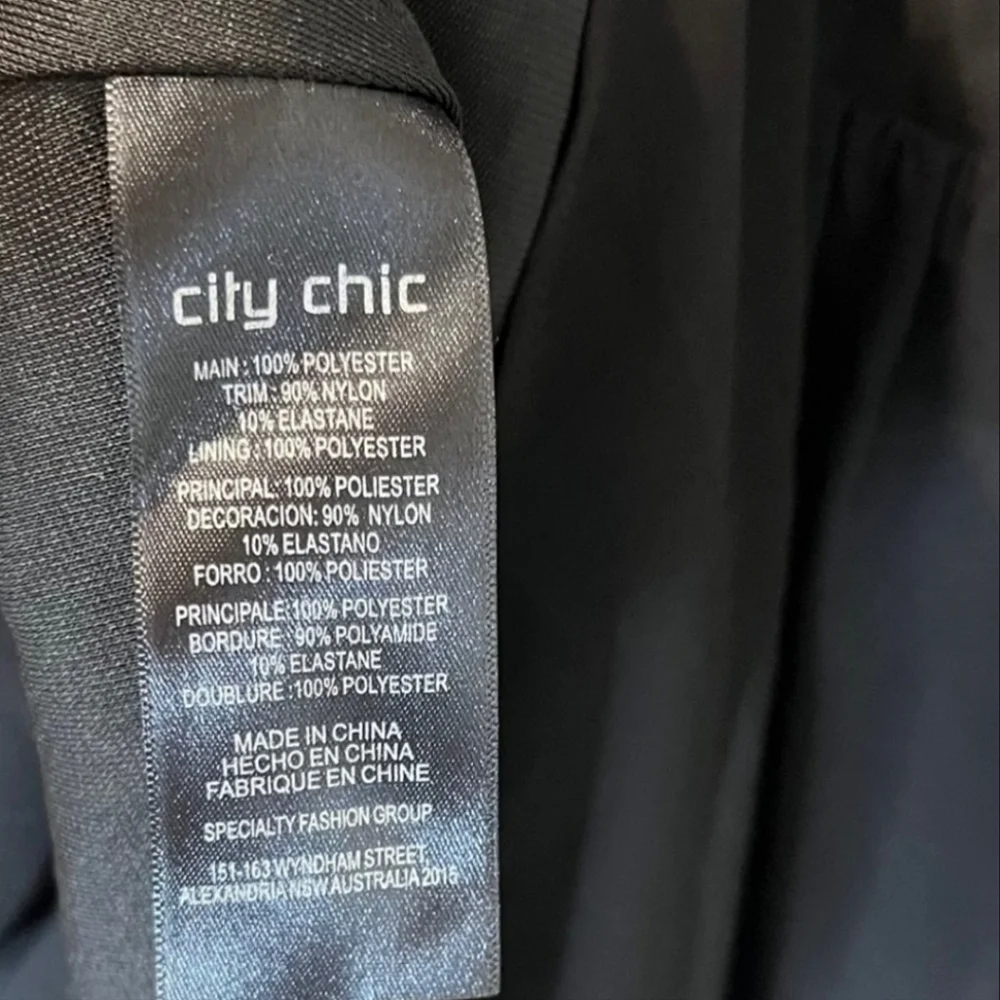 city chic
MAIN : 100% POLYESTER
TRIM : 90% NYLON
10% ELASTANE
LINING : 100% POLYESTER
PRINCIPAL: 100% POLIESTER
DECORACION: 90% NYLON
10% ELASTANO
FORRO : 100% POLIESTER
PRINCIPALE:100% POLYESTER
BORDURE : 90% POLYAMIDE
10% ELASTANE
DOUBLURE :100% POLYESTER
MADE IN CHINA
HECHO EN CHINA
FABRIQUE EN CHINE
SPECIALTY FASHION GROUP
151-163 WYNDHAM STREET,
ALEXANDRIA NSW AUSTRALIA 2015